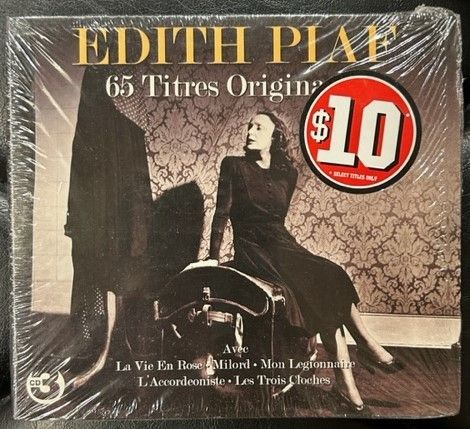 EDITH PIAF
65 Titres Origina
$10
* SELECT TITLES ONLY
Avec
La Vie En Rose • Milord • Mon Legionnaire
L'Accordeoniste • Les Trois Cloches
CD
3